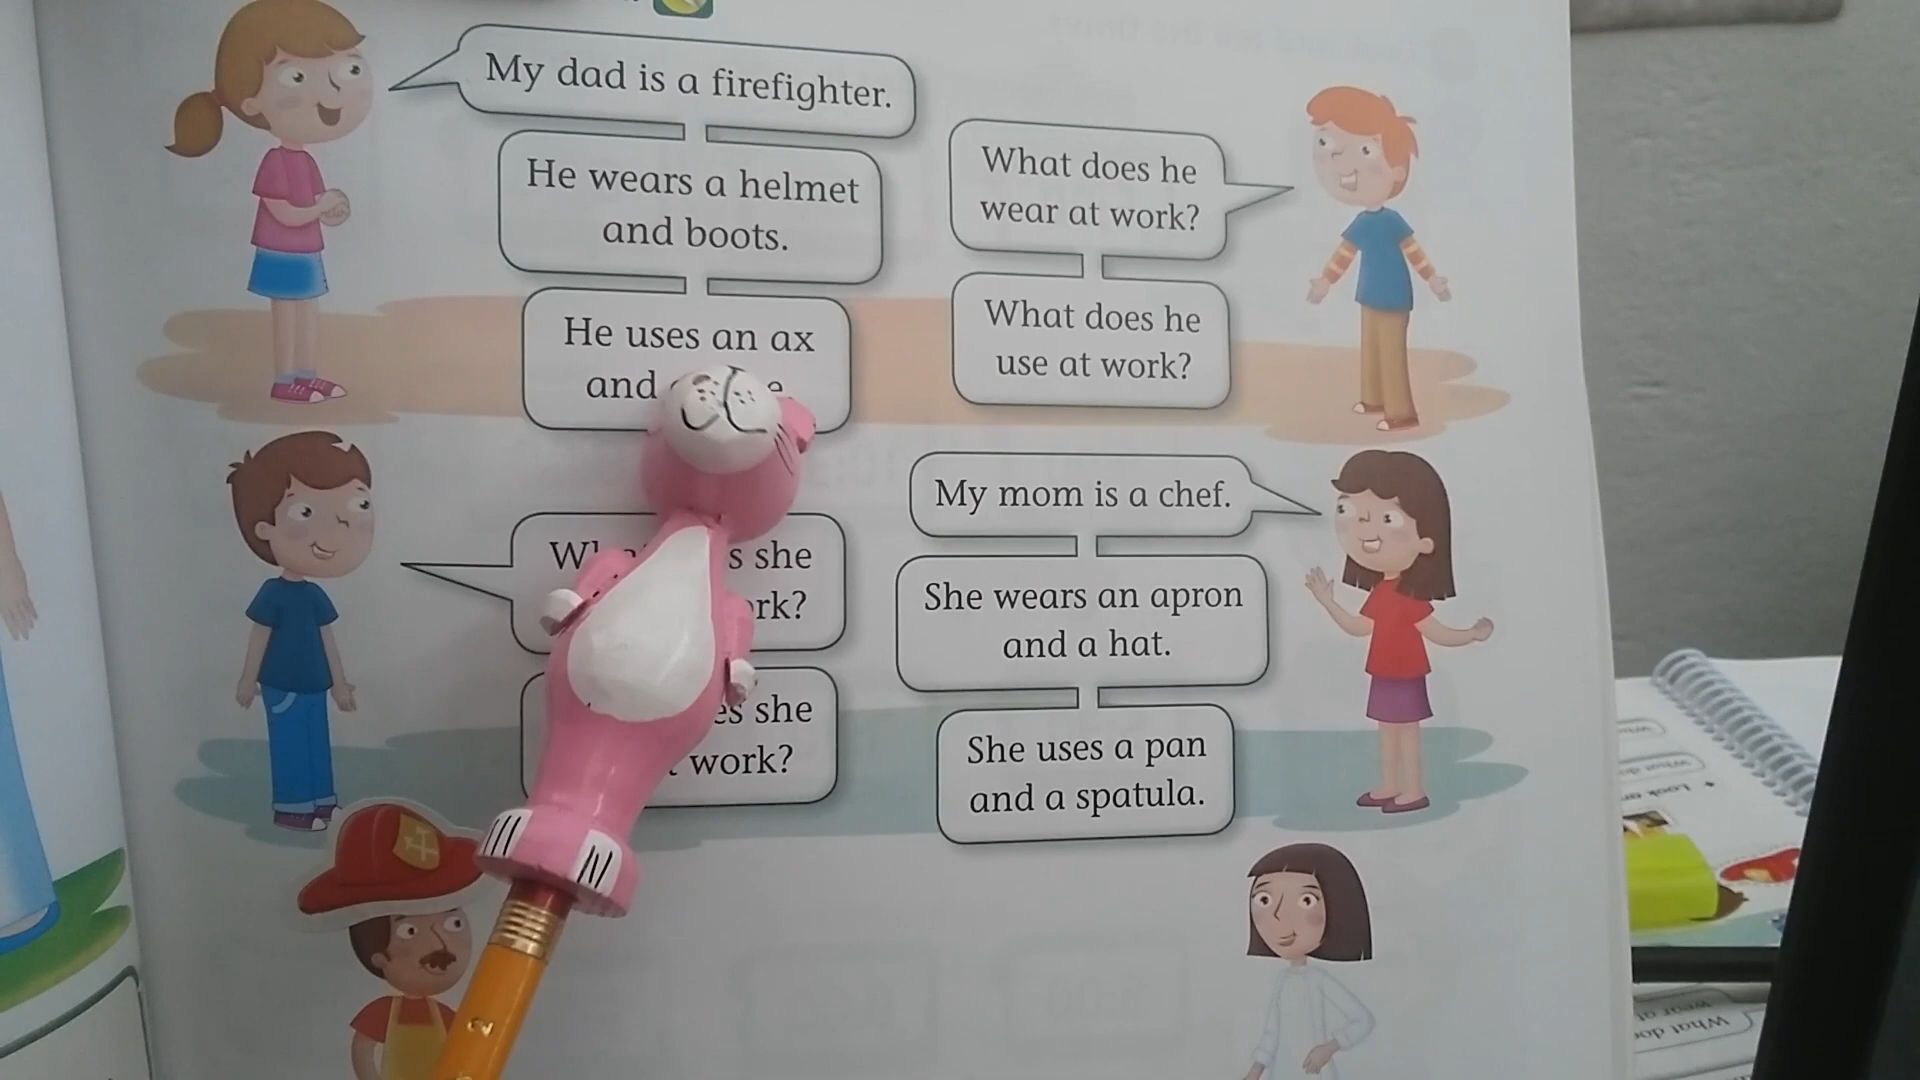 My dad is a firefighter.
He wears a helmet
and boots.
What does he
wear at work?
He uses an ax
and
What does he
use at work?
My mom is a chef.
s she
rk?
She wears an apron
and a hat.
es she
work?
She uses a pan
and a spatula.
2